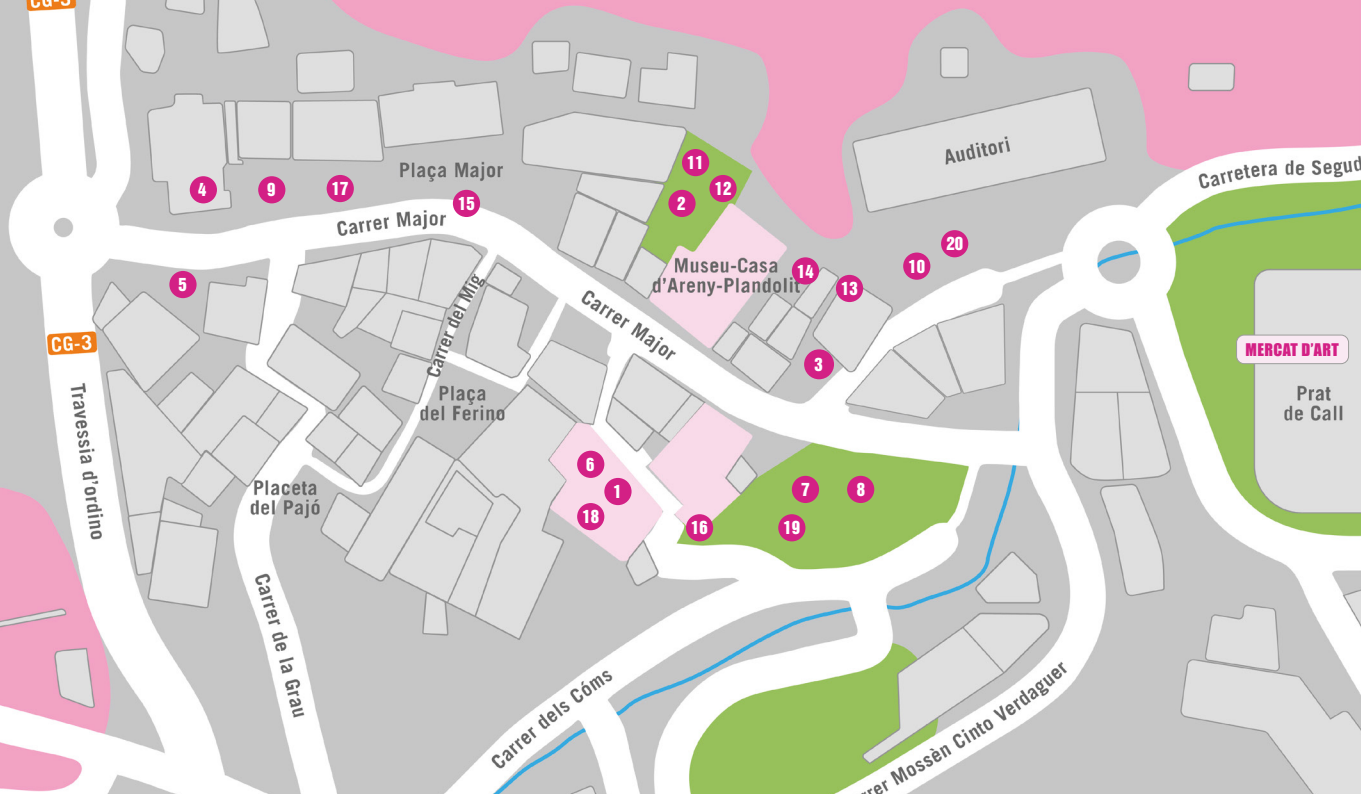 CG-3
Auditori
Carretera de Segud
11
Plaça Major
4
9
17
2
12
15
Carrer Major
20
10
Museu-Casa
d'Areny-Plandolit
14
13
5
Carrer del Mig
Carrer Major
CG-3
MERCAT D'ART
3
Prat
de Call
Plaça
del Ferino
Travessia d'ordino
6
1
18
7
8
16
19
Placeta
del Pajó
Carrer de la Grau
Carrer dels Cóms
rrer Mossèn Cinto Verdaguer